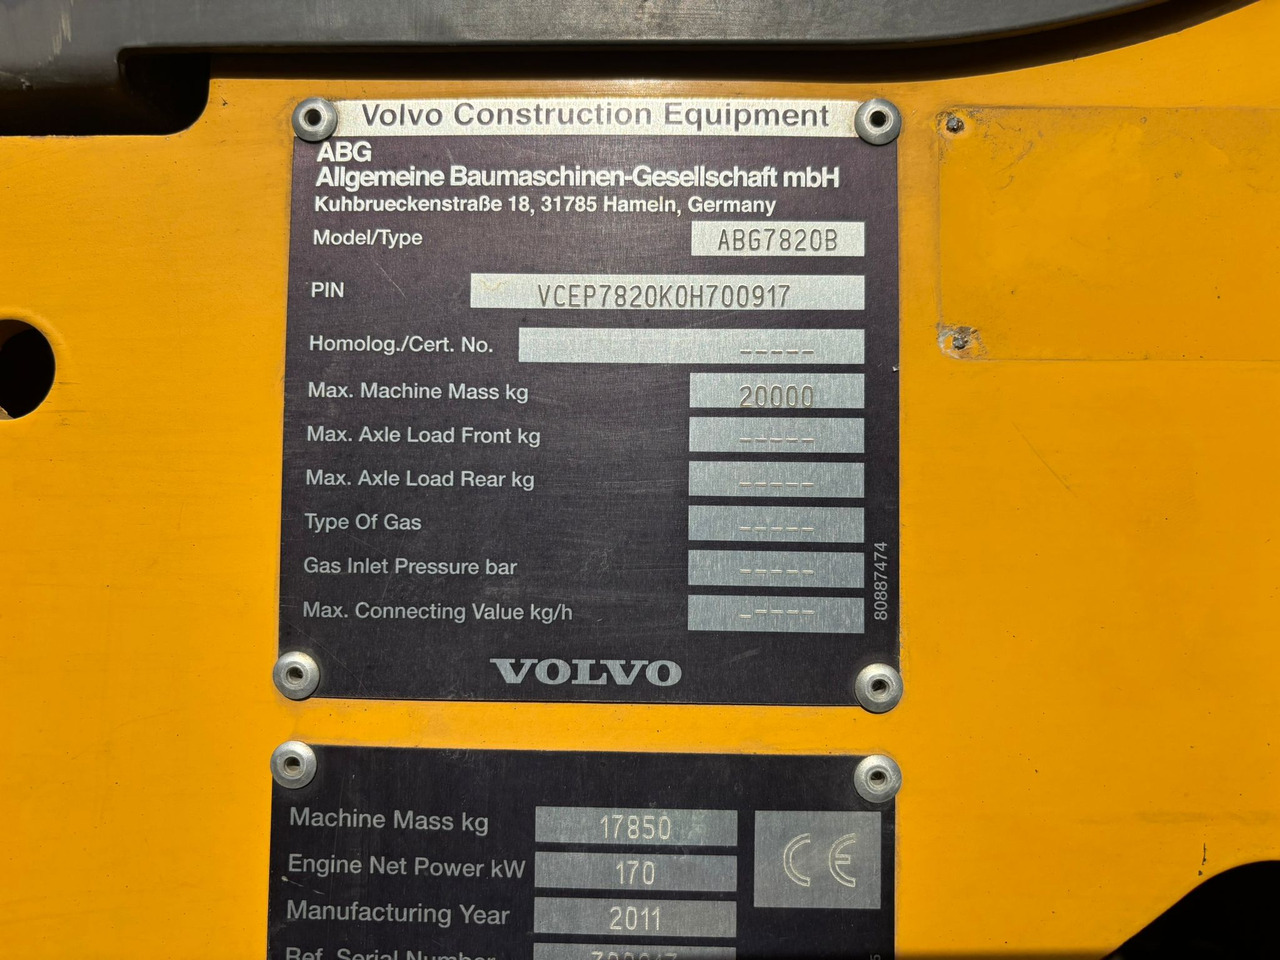 Volvo Construction Equipment
ABG
Allgemeine Baumaschinen-Gesellschaft mbH
Kuhbrueckenstraße 18, 31785 Hameln, Germany
Model/Type ABG7820B
PIN VCEP7820K0H700917
Homolog./Cert. No. -----
Max. Machine Mass kg 20000
Max. Axle Load Front kg -----
Max. Axle Load Rear kg -----
Type Of Gas -----
Gas Inlet Pressure bar -----
Max. Connecting Value kg/h -----
80887474
VOLVO
Machine Mass kg 17850
Engine Net Power kW 170
CE
Manufacturing Year 2011
Ref. Serial Number